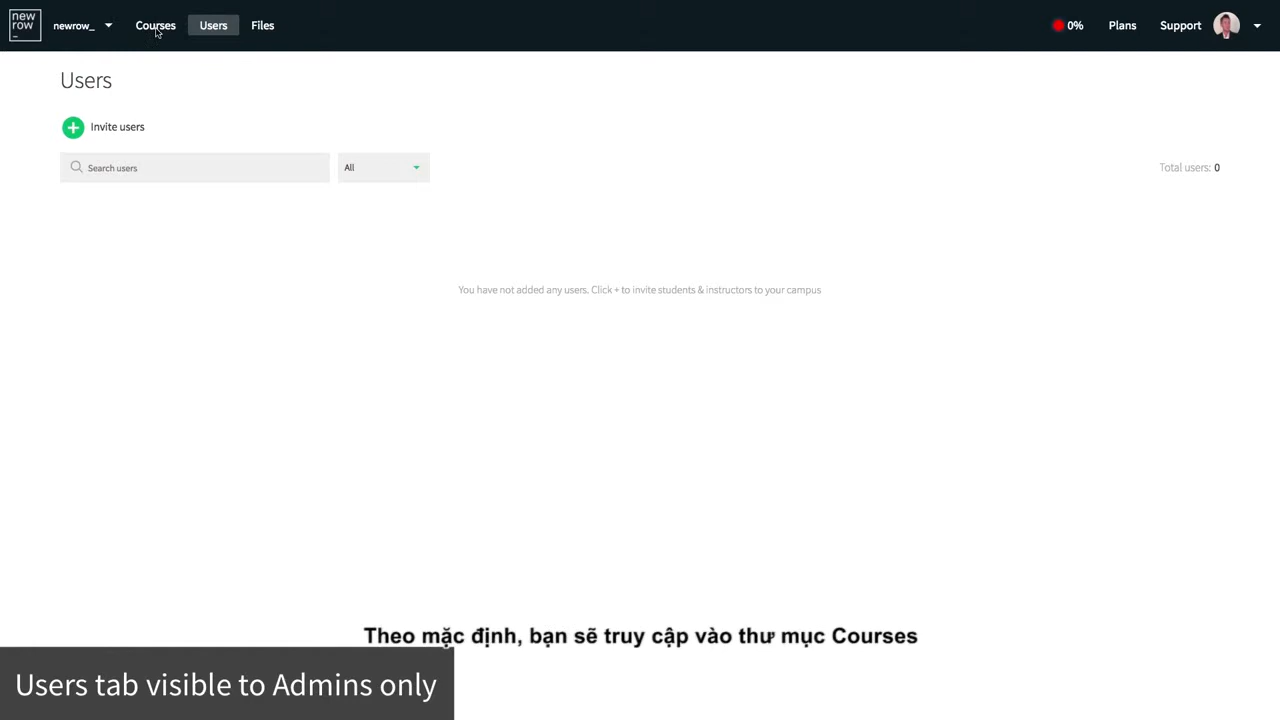 new
row
_
newrow_
Courses
Users
Files
0%
Plans
Support
Users
Invite users
Search users
All
Total users: 0
You have not added any users. Click + to invite students & instructors to your campus
Theo mặc định, bạn sẽ truy cập vào thư mục Courses
Users tab visible to Admins only